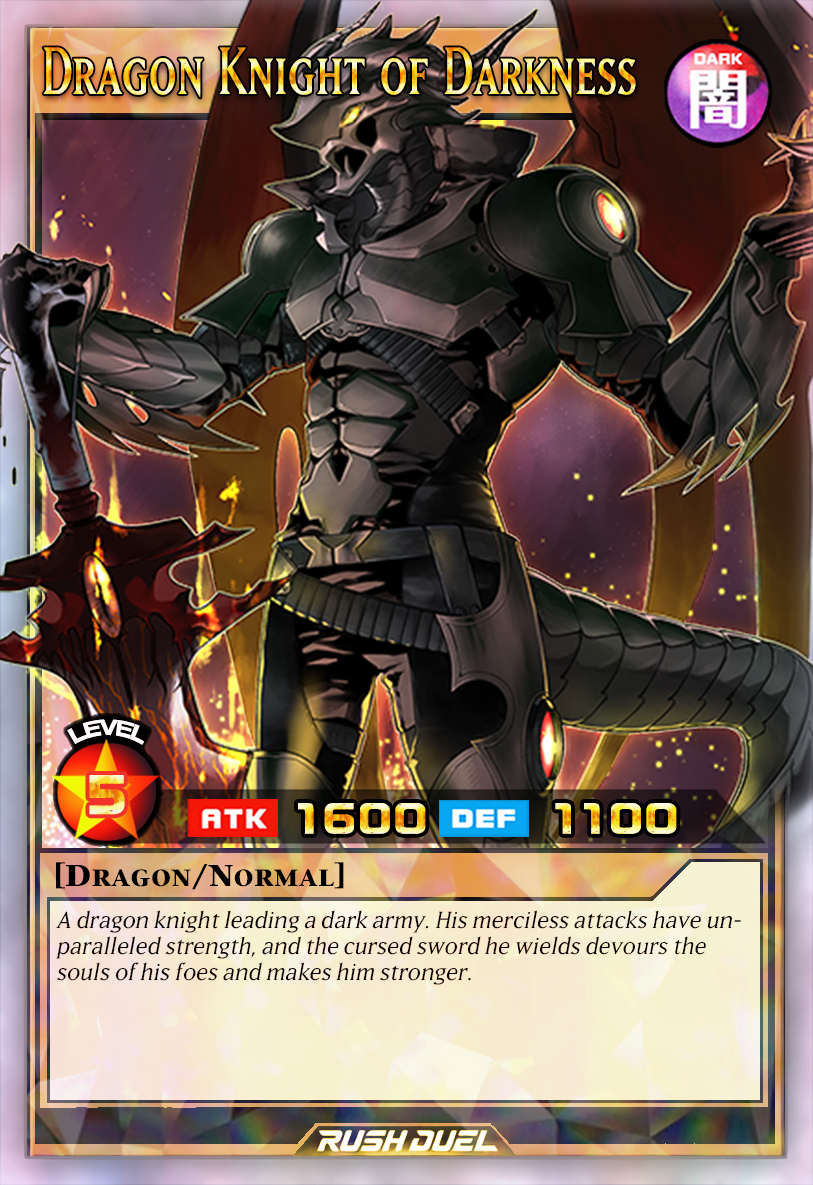 Dragon Knight of Darkness
DARK
闇
LEVEL
5
ATK 1600 DEF 1100
[Dragon/Normal]
A dragon knight leading a dark army. His merciless attacks have un-
paralleled strength, and the cursed sword he wields devours the
souls of his foes and makes him stronger.
RUSH DUEL